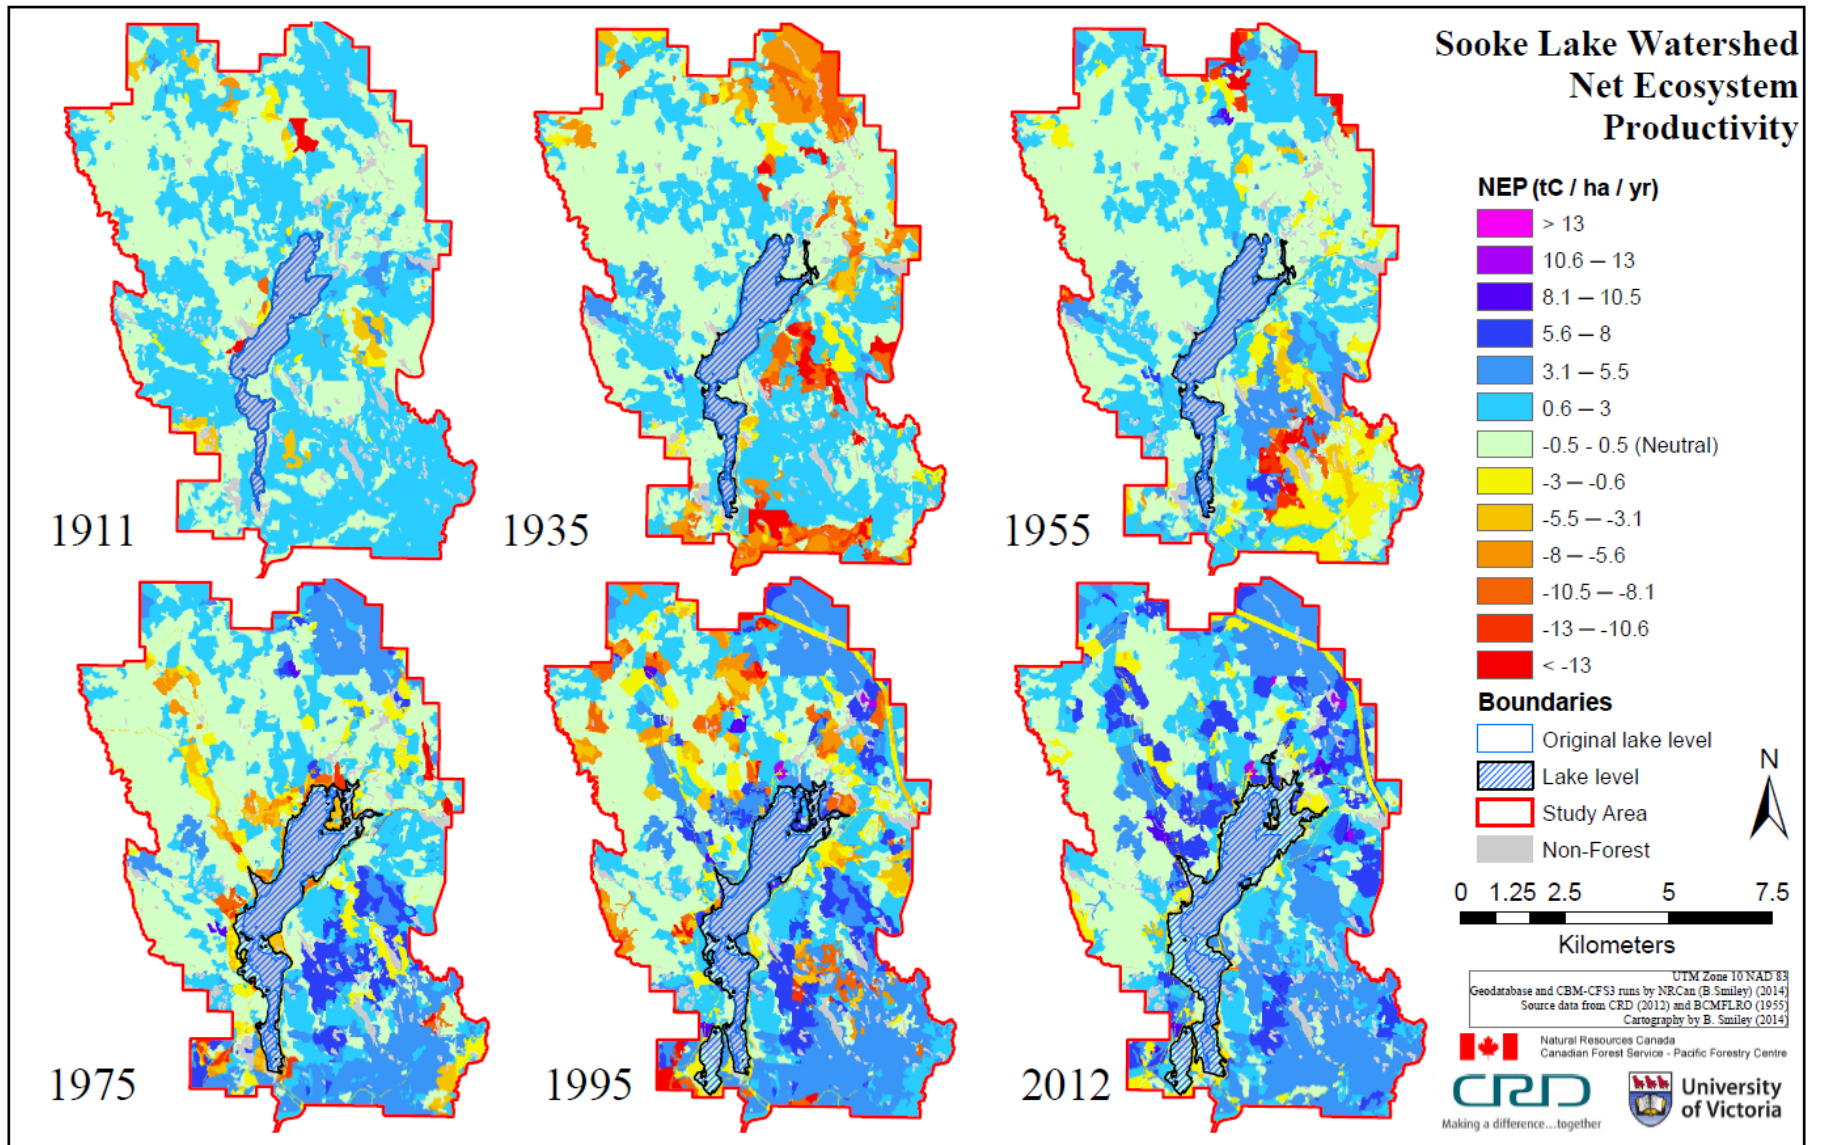 Sooke Lake Watershed
Net Ecosystem
Productivity
NEP (tC / ha / yr)
> 13
10.6 – 13
8.1 – 10.5
5.6 – 8
3.1 – 5.5
0.6 – 3
-0.5 - 0.5 (Neutral)
-3 – -0.6
-5.5 – -3.1
-8 – -5.6
-10.5 – -8.1
-13 – -10.6
< -13
Boundaries
Original lake level
Lake level
Study Area
Non-Forest
N
0 1.25 2.5 5 7.5
Kilometers
UTM Zone 10 NAD 83
Geodatabase and CBM-CFS3 runs by NRCan (B.Smiley) (2014)
Source data from CRD (2012) and BCMFLRO (1955)
Cartography by B. Smiley (2014)
Natural Resources Canada
Canadian Forest Service - Pacific Forestry Centre
CRD
Making a difference...together
University
of Victoria
1911
1935
1955
1975
1995
2012